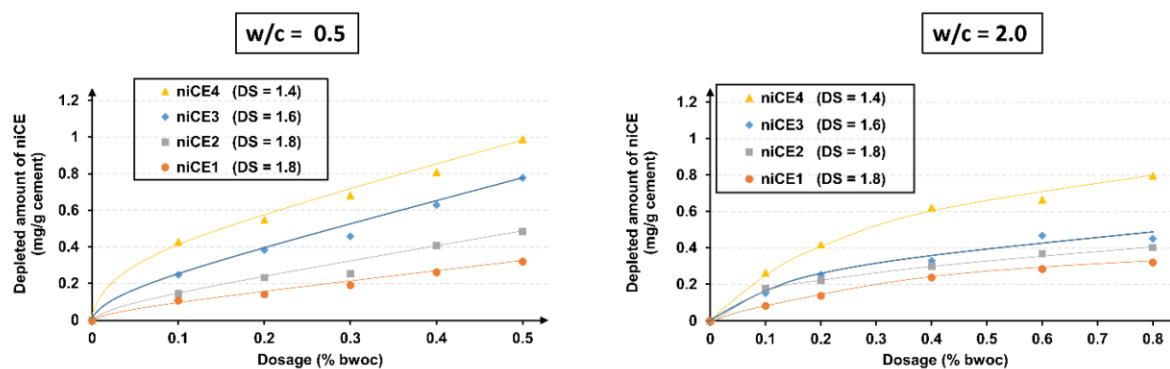 w/c = 0.5
niCE4 (DS = 1.4)
niCE3 (DS = 1.6)
niCE2 (DS = 1.8)
niCE1 (DS = 1.8)
Depleted amount of niCE
(mg/g cement)
1.2
1
0.8
0.6
0.4
0.2
0
0 0.1 0.2 0.3 0.4 0.5
Dosage (% bwoc)
w/c = 2.0
niCE4 (DS = 1.4)
niCE3 (DS = 1.6)
niCE2 (DS = 1.8)
niCE1 (DS = 1.8)
Depleted amount of niCE
(mg/g cement)
1.2
1
0.8
0.6
0.4
0.2
0
0 0.1 0.2 0.3 0.4 0.5 0.6 0.7 0.8
Dosage (% bwoc)